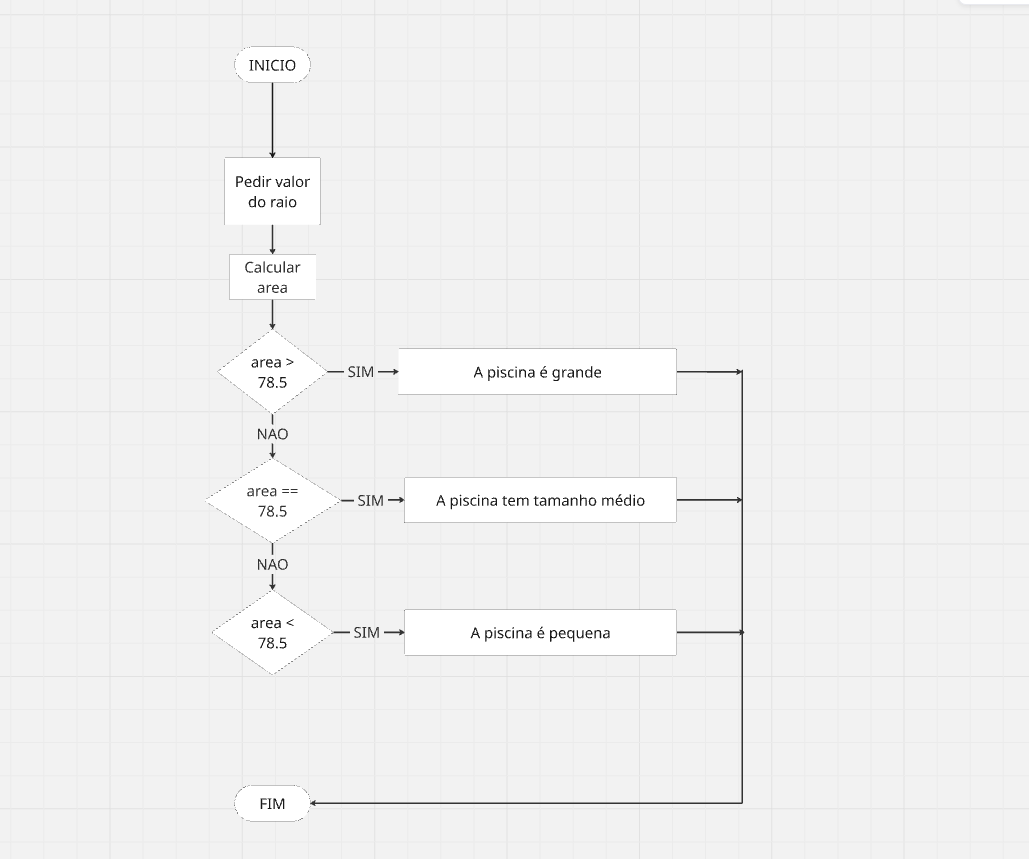 INICIO
Pedir valor
do raio
Calcular
area
area >
78.5
SIM
A piscina é grande
NAO
area ==
78.5
SIM
A piscina tem tamanho médio
NAO
area <
78.5
SIM
A piscina é pequena
FIM